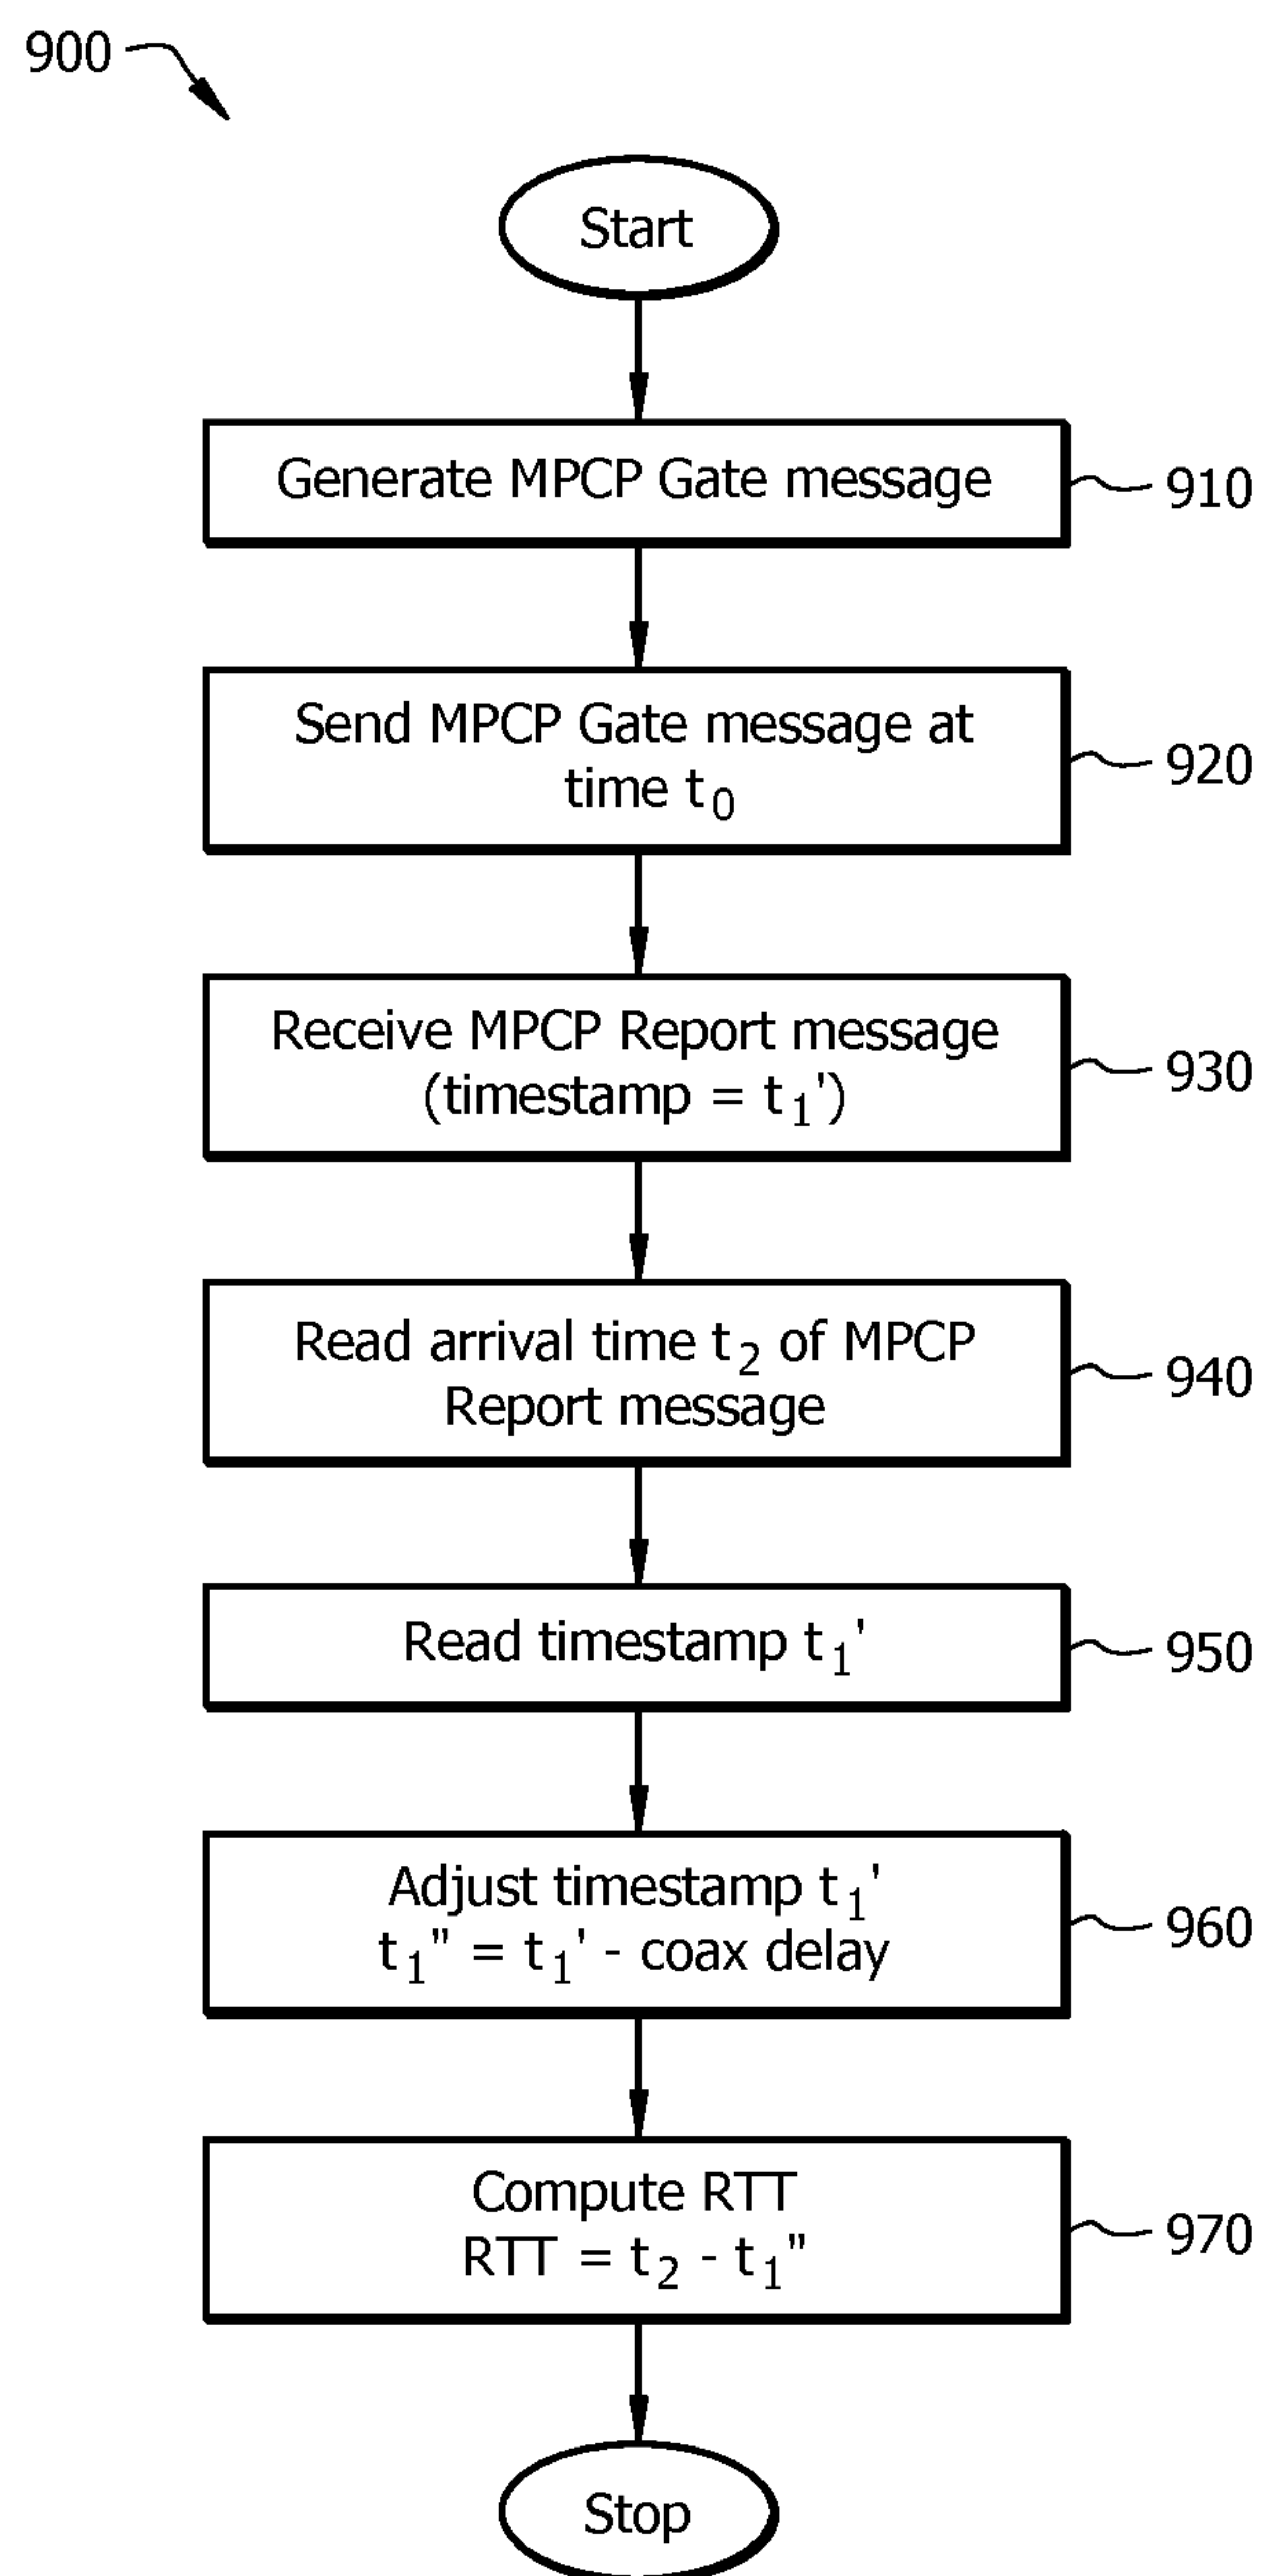 900
Start
Generate MPCP Gate message
910
Send MPCP Gate message at
time t₀
920
Receive MPCP Report message
(timestamp = t₁')
930
Read arrival time t₂ of MPCP
Report message
940
Read timestamp t₁'
950
Adjust timestamp t₁'
t₁" = t₁' - coax delay
960
Compute RTT
RTT = t₂ - t₁"
970
Stop